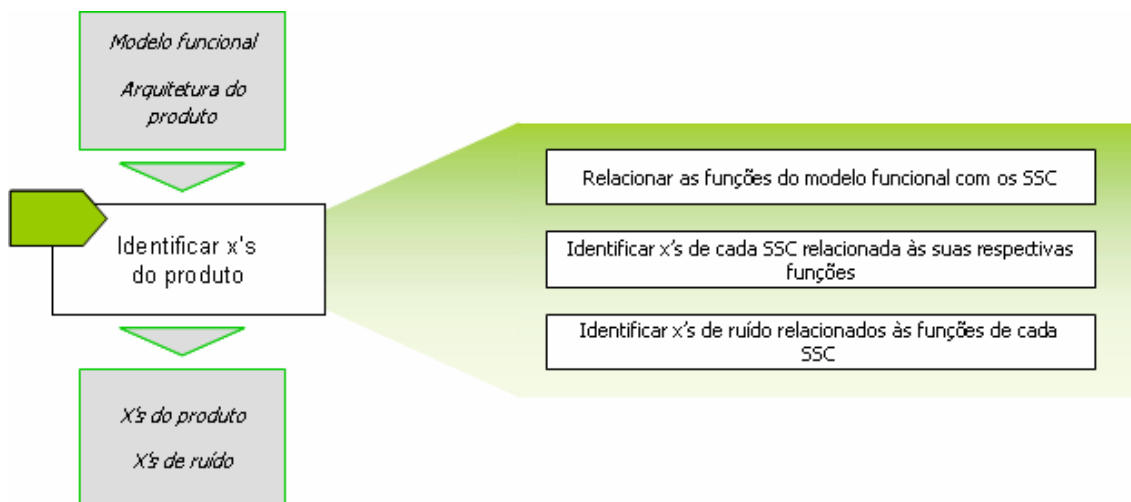 Modelo funcional
Arquitetura do
produto
Identificar x's
do produto
X's do produto
X's de ruído
Relacionar as funções do modelo funcional com os SSC
Identificar x's de cada SSC relacionada às suas respectivas
funções
Identificar x's de ruído relacionados às funções de cada
SSC